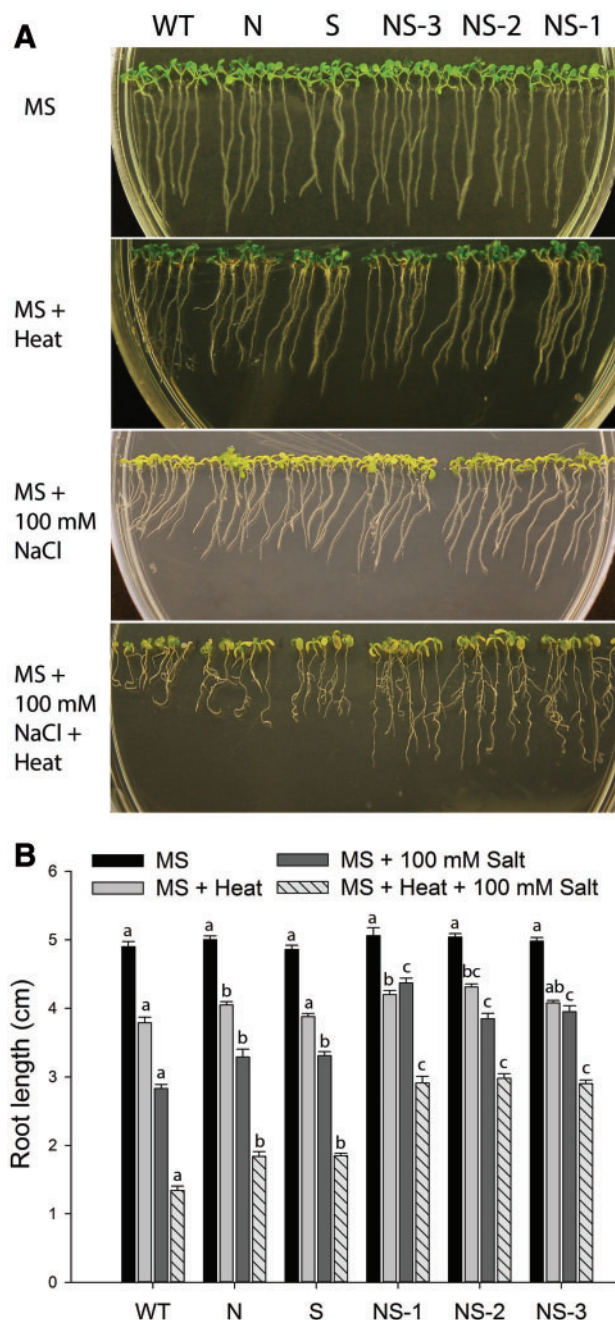 A
WT N S NS-3 NS-2 NS-1
MS
MS +
Heat
MS +
100 mM
NaCl
MS +
100 mM
NaCl +
Heat
B
MS MS + 100 mM Salt
MS + Heat MS + Heat + 100 mM Salt
Root length (cm)
6
5
4
3
2
1
0
a a a a
a b b b
a a b b
a b c c
a bc c c
a ab c c
WT N S NS-1 NS-2 NS-3